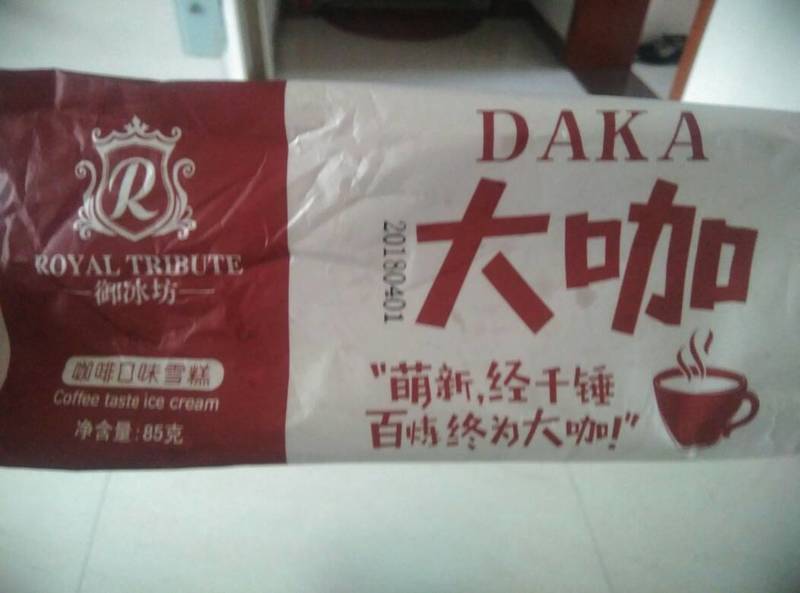 R
ROYAL TRIBUTE
御冰坊
咖啡口味雪糕
Coffee taste ice cream
净含量:85克
DAKA
大咖
20180401
"萌新,经千锤
百炼终为大咖!"